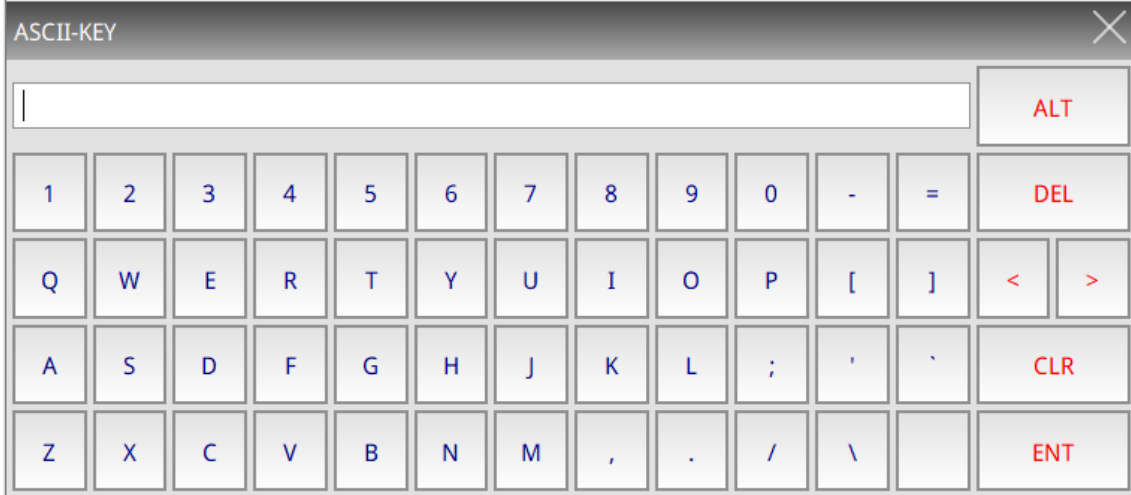 ASCII-KEY
ALT
1 2 3 4 5 6 7 8 9 0 - = DEL
Q W E R T Y U I O P [ ] < >
A S D F G H J K L ; ' ` CLR
Z X C V B N M , . / \ ENT